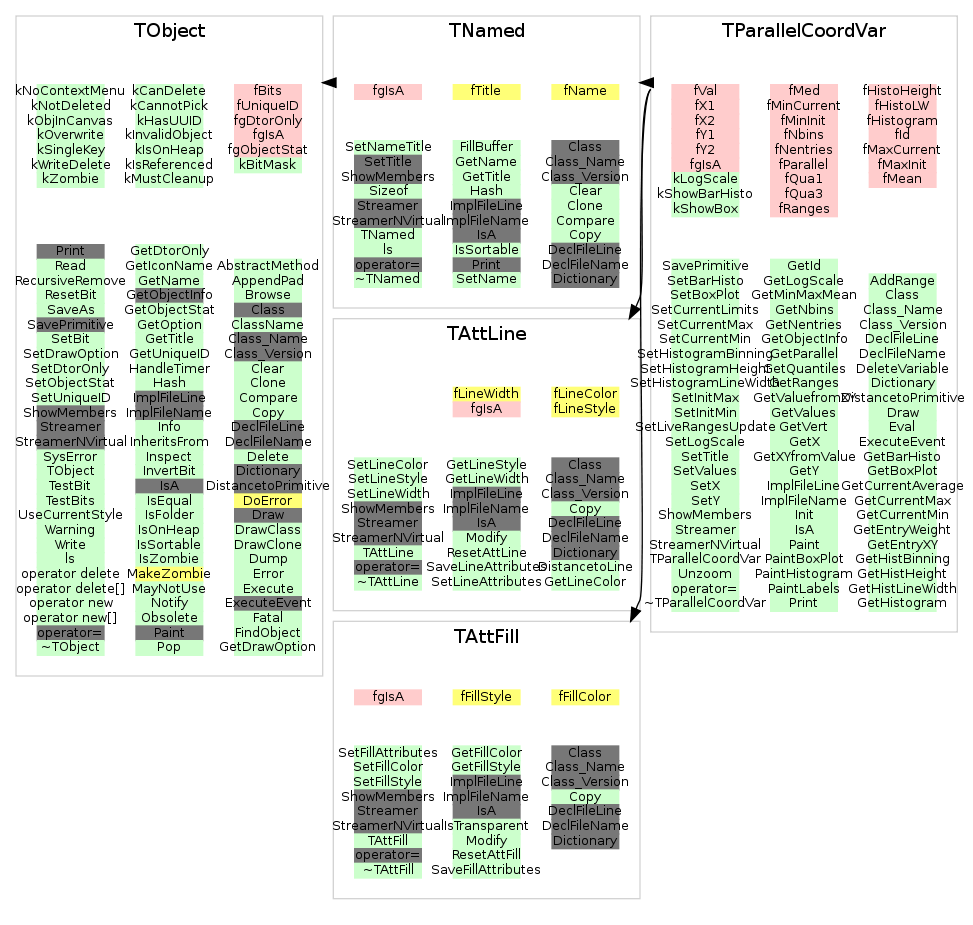 TObject
kNoContextMenu
kNotDeleted
kObjInCanvas
kOverwrite
kSingleKey
kWriteDelete
kZombie
kCanDelete
kCannotPick
kHasUUID
kInvalidObject
kIsOnHeap
kIsReferenced
kMustCleanup
fBits
fUniqueID
fgDtorOnly
fgIsA
fgObjectStat
kBitMask
Print
Read
RecursiveRemove
ResetBit
SaveAs
SavePrimitive
SetBit
SetDrawOption
SetDtorOnly
SetObjectStat
SetUniqueID
ShowMembers
Streamer
StreamerNVirtual
SysError
TObject
TestBit
TestBits
UseCurrentStyle
Warning
Write
ls
operator delete
operator delete[]
operator new
operator new[]
operator=
~TObject
GetDtorOnly
GetIconName
GetName
GetObjectInfo
GetObjectStat
GetOption
GetTitle
GetUniqueID
HandleTimer
Hash
ImplFileLine
ImplFileName
Info
InheritsFrom
Inspect
InvertBit
IsA
IsEqual
IsFolder
IsOnHeap
IsSortable
IsZombie
MakeZombie
MayNotUse
Notify
Obsolete
Paint
Pop
AbstractMethod
AppendPad
Browse
Class
ClassName
Class_Name
Class_Version
Clear
Clone
Compare
Copy
DeclFileLine
DeclFileName
Delete
Dictionary
DistancetoPrimitive
DoError
Draw
DrawClass
DrawClone
Dump
Error
Execute
ExecuteEvent
Fatal
FindObject
GetDrawOption
TNamed
fgIsA
fTitle
fName
SetNameTitle
SetTitle
ShowMembers
Sizeof
Streamer
StreamerNVirtual
TNamed
ls
operator=
~TNamed
FillBuffer
GetName
GetTitle
Hash
ImplFileLine
ImplFileName
IsA
IsSortable
Print
SetName
Class
Class_Name
Class_Version
Clear
Clone
Compare
Copy
DeclFileLine
DeclFileName
Dictionary
TAttLine
fLineWidth
fgIsA
fLineColor
fLineStyle
SetLineColor
SetLineStyle
SetLineWidth
ShowMembers
Streamer
StreamerNVirtual
TAttLine
operator=
~TAttLine
GetLineStyle
GetLineWidth
ImplFileLine
ImplFileName
IsA
Modify
ResetAttLine
SaveLineAttributes
SetLineAttributes
Class
Class_Name
Class_Version
Copy
DeclFileLine
DeclFileName
Dictionary
DistancetoLine
GetLineColor
TAttFill
fgIsA
fFillStyle
fFillColor
SetFillAttributes
SetFillColor
SetFillStyle
ShowMembers
Streamer
StreamerNVirtual
TAttFill
operator=
~TAttFill
GetFillColor
GetFillStyle
ImplFileLine
ImplFileName
IsA
IsTransparent
Modify
ResetAttFill
SaveFillAttributes
Class
Class_Name
Class_Version
Copy
DeclFileLine
DeclFileName
Dictionary
TParallelCoordVar
fVal
fX1
fX2
fY1
fY2
fgIsA
kLogScale
kShowBarHisto
kShowBox
fMed
fMinCurrent
fMinInit
fNbins
fNentries
fParallel
fQua1
fQua3
fRanges
fHistoHeight
fHistoLW
fHistogram
fId
fMaxCurrent
fMaxInit
fMean
SavePrimitive
SetBarHisto
SetBoxPlot
SetCurrentLimits
SetCurrentMax
SetCurrentMin
SetHistogramBinning
SetHistogramHeight
SetHistogramLineWidth
SetInitMax
SetInitMin
SetLiveRangesUpdate
SetLogScale
SetTitle
SetValues
SetX
SetY
ShowMembers
Streamer
StreamerNVirtual
TParallelCoordVar
Unzoom
operator=
~TParallelCoordVar
GetId
GetLogScale
GetMinMaxMean
GetNbins
GetNentries
GetObjectInfo
GetParallel
GetQuantiles
GetRanges
GetValuefromXY
GetValues
GetVert
GetX
GetXYfromValue
GetY
ImplFileLine
ImplFileName
Init
IsA
Paint
PaintBoxPlot
PaintHistogram
PaintLabels
Print
AddRange
Class
Class_Name
Class_Version
DeclFileLine
DeclFileName
DeleteVariable
Dictionary
DistancetoPrimitive
Draw
Eval
ExecuteEvent
GetBarHisto
GetBoxPlot
GetCurrentAverage
GetCurrentMax
GetCurrentMin
GetEntryWeight
GetEntryXY
GetHistBinning
GetHistHeight
GetHistLineWidth
GetHistogram